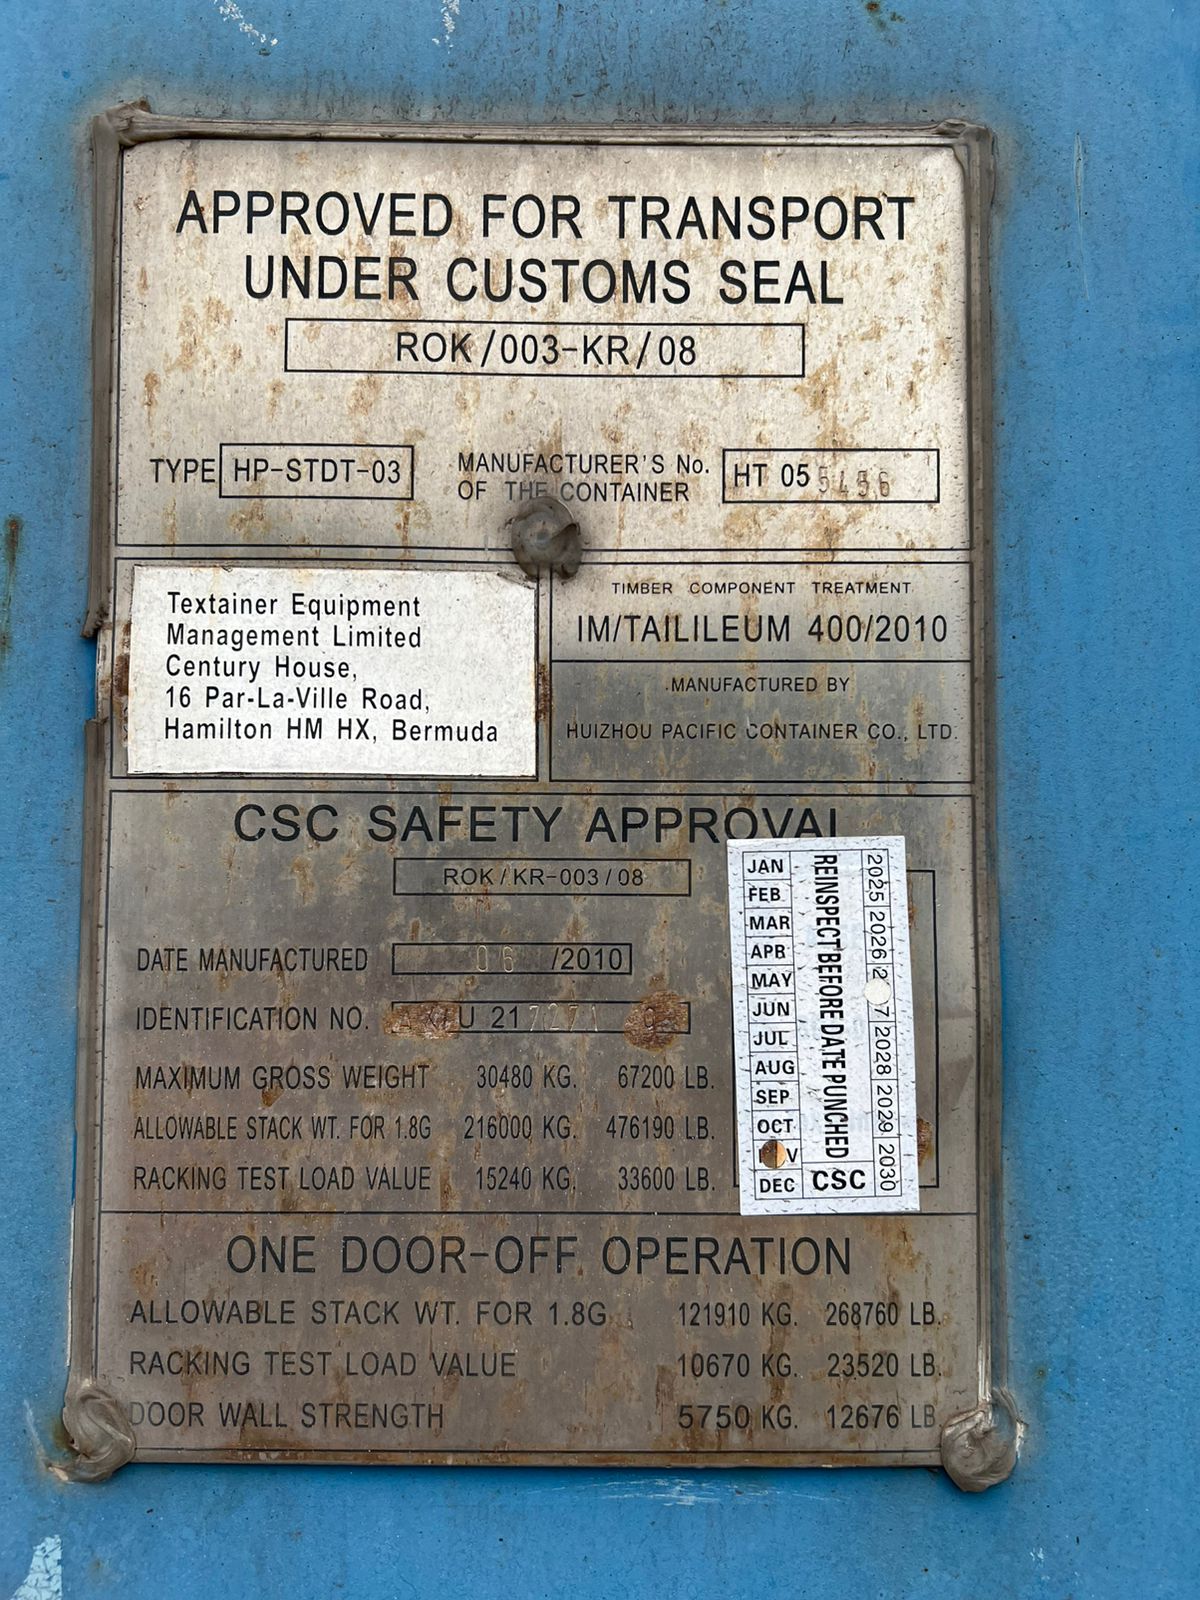 APPROVED FOR TRANSPORT
UNDER CUSTOMS SEAL
ROK/003-KR/08
TYPE HP-STDT-03
MANUFACTURER'S No.
OF THE CONTAINER
HT 05 5456
Textainer Equipment
Management Limited
Century House,
16 Par-La-Ville Road,
Hamilton HM HX, Bermuda
TIMBER COMPONENT TREATMENT
IM/TAILILEUM 400/2010
MANUFACTURED BY
HUIZHOU PACIFIC CONTAINER CO., LTD.
CSC SAFETY APPROVAL
ROK/KR-003/08
DATE MANUFACTURED 06 /2010
IDENTIFICATION NO.
MAXIMUM GROSS WEIGHT 30480 KG. 67200 LB.
ALLOWABLE STACK WT. FOR 1.8G 216000 KG. 476190 LB.
RACKING TEST LOAD VALUE 15240 KG. 33600 LB.
JAN
FEB
MAR
APR
MAY
JUN
JUL
AUG
SEP
OCT
DEC
REINSPECT BEFORE DATE PUNCHED
CSC
2025 2026 2 7 2028 2029 2030
ONE DOOR-OFF OPERATION
ALLOWABLE STACK WT. FOR 1.8G 121910 KG. 268760 LB.
RACKING TEST LOAD VALUE 10670 KG. 23520 LB.
DOOR WALL STRENGTH 5750 KG. 12676 LB.